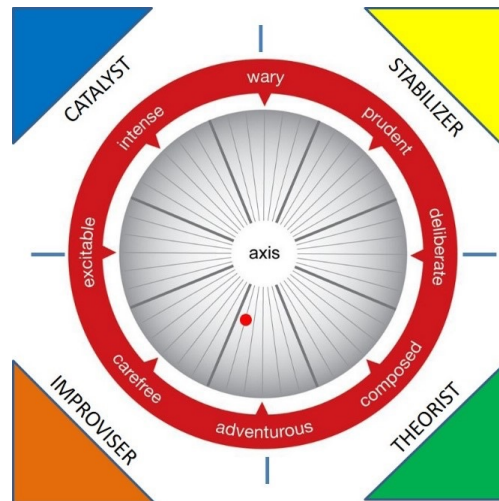 CATALYST
STABILIZER
wary
intense
prudent
excitable
axis
deliberate
carefree
composed
adventurous
IMPROVISER
THEORIST